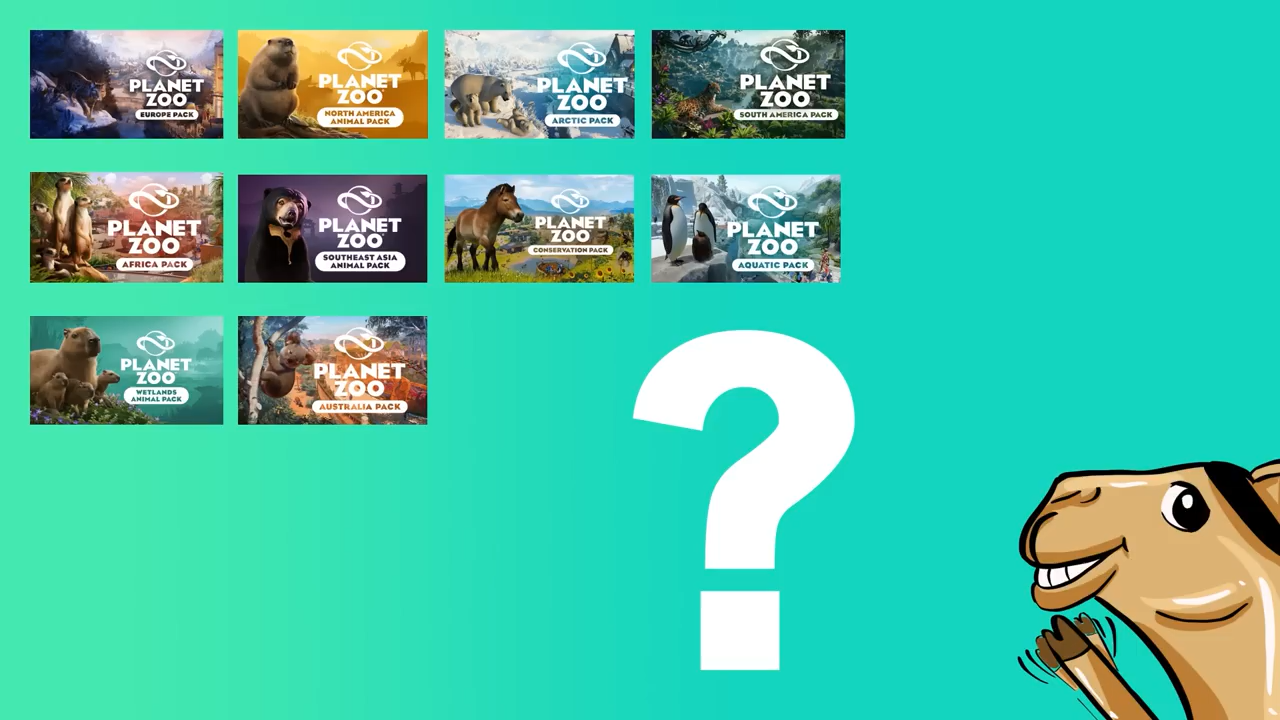 PLANET
ZOO
EUROPE PACK
PLANET
ZOO
NORTH AMERICA
ANIMAL PACK
PLANET
ZOO
ARCTIC PACK
PLANET
ZOO
SOUTH AMERICA PACK
PLANET
ZOO
AFRICA PACK
PLANET
ZOO
SOUTHEAST ASIA
ANIMAL PACK
PLANET
ZOO
CONSERVATION PACK
PLANET
ZOO
AQUATIC PACK
PLANET
ZOO
WETLANDS
ANIMAL PACK
PLANET
ZOO
AUSTRALIA PACK
?